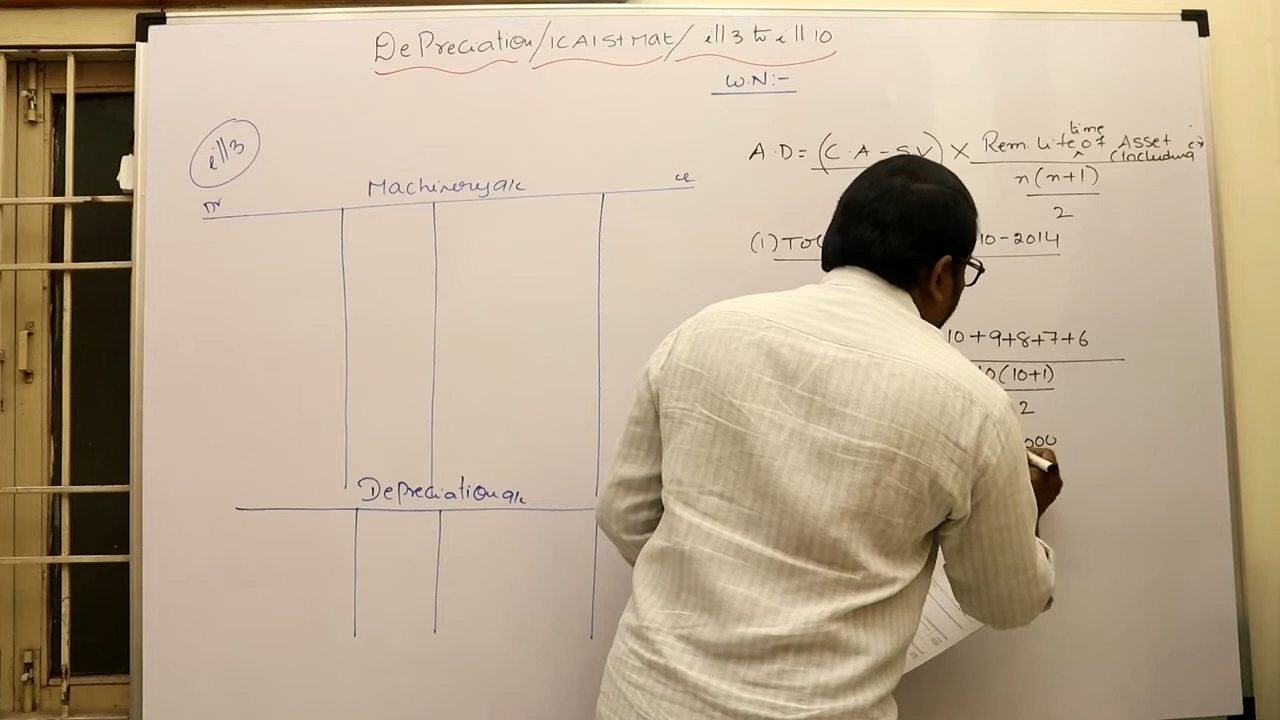 Depreciation/ICAI St Mat/ ill 3 to ill 10
W.N:-
ill 3
Machinery a/c
Dr
Cr
Depreciation a/c
A.D = (C.A - S.V) X Rem. Life time of Asset
(Including
n(n+1)
2
(1)
10-2014
10+9+8+7+6
10(10+1)
2
000